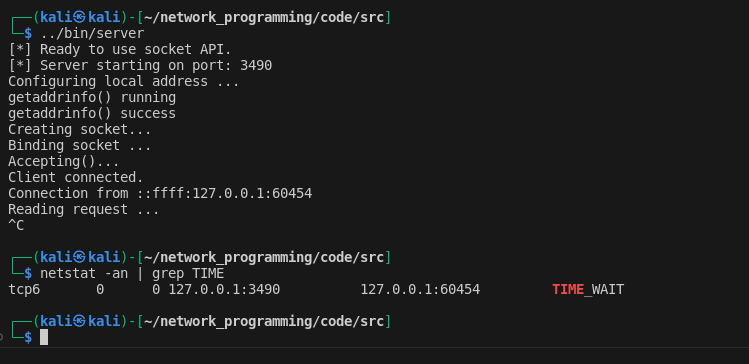 ┌──(kali㉿kali)-[~/network_programming/code/src]
└─$ ../bin/server
[*] Ready to use socket API.
[*] Server starting on port: 3490
Configuring local address ...
getaddrinfo() running
getaddrinfo() success
Creating socket...
Binding socket ...
Accepting()...
Client connected.
Connection from ::ffff:127.0.0.1:60454
Reading request ...
^C
┌──(kali㉿kali)-[~/network_programming/code/src]
└─$ netstat -an | grep TIME
tcp6       0      0 127.0.0.1:3490          127.0.0.1:60454         TIME_WAIT
┌──(kali㉿kali)-[~/network_programming/code/src]
└─$